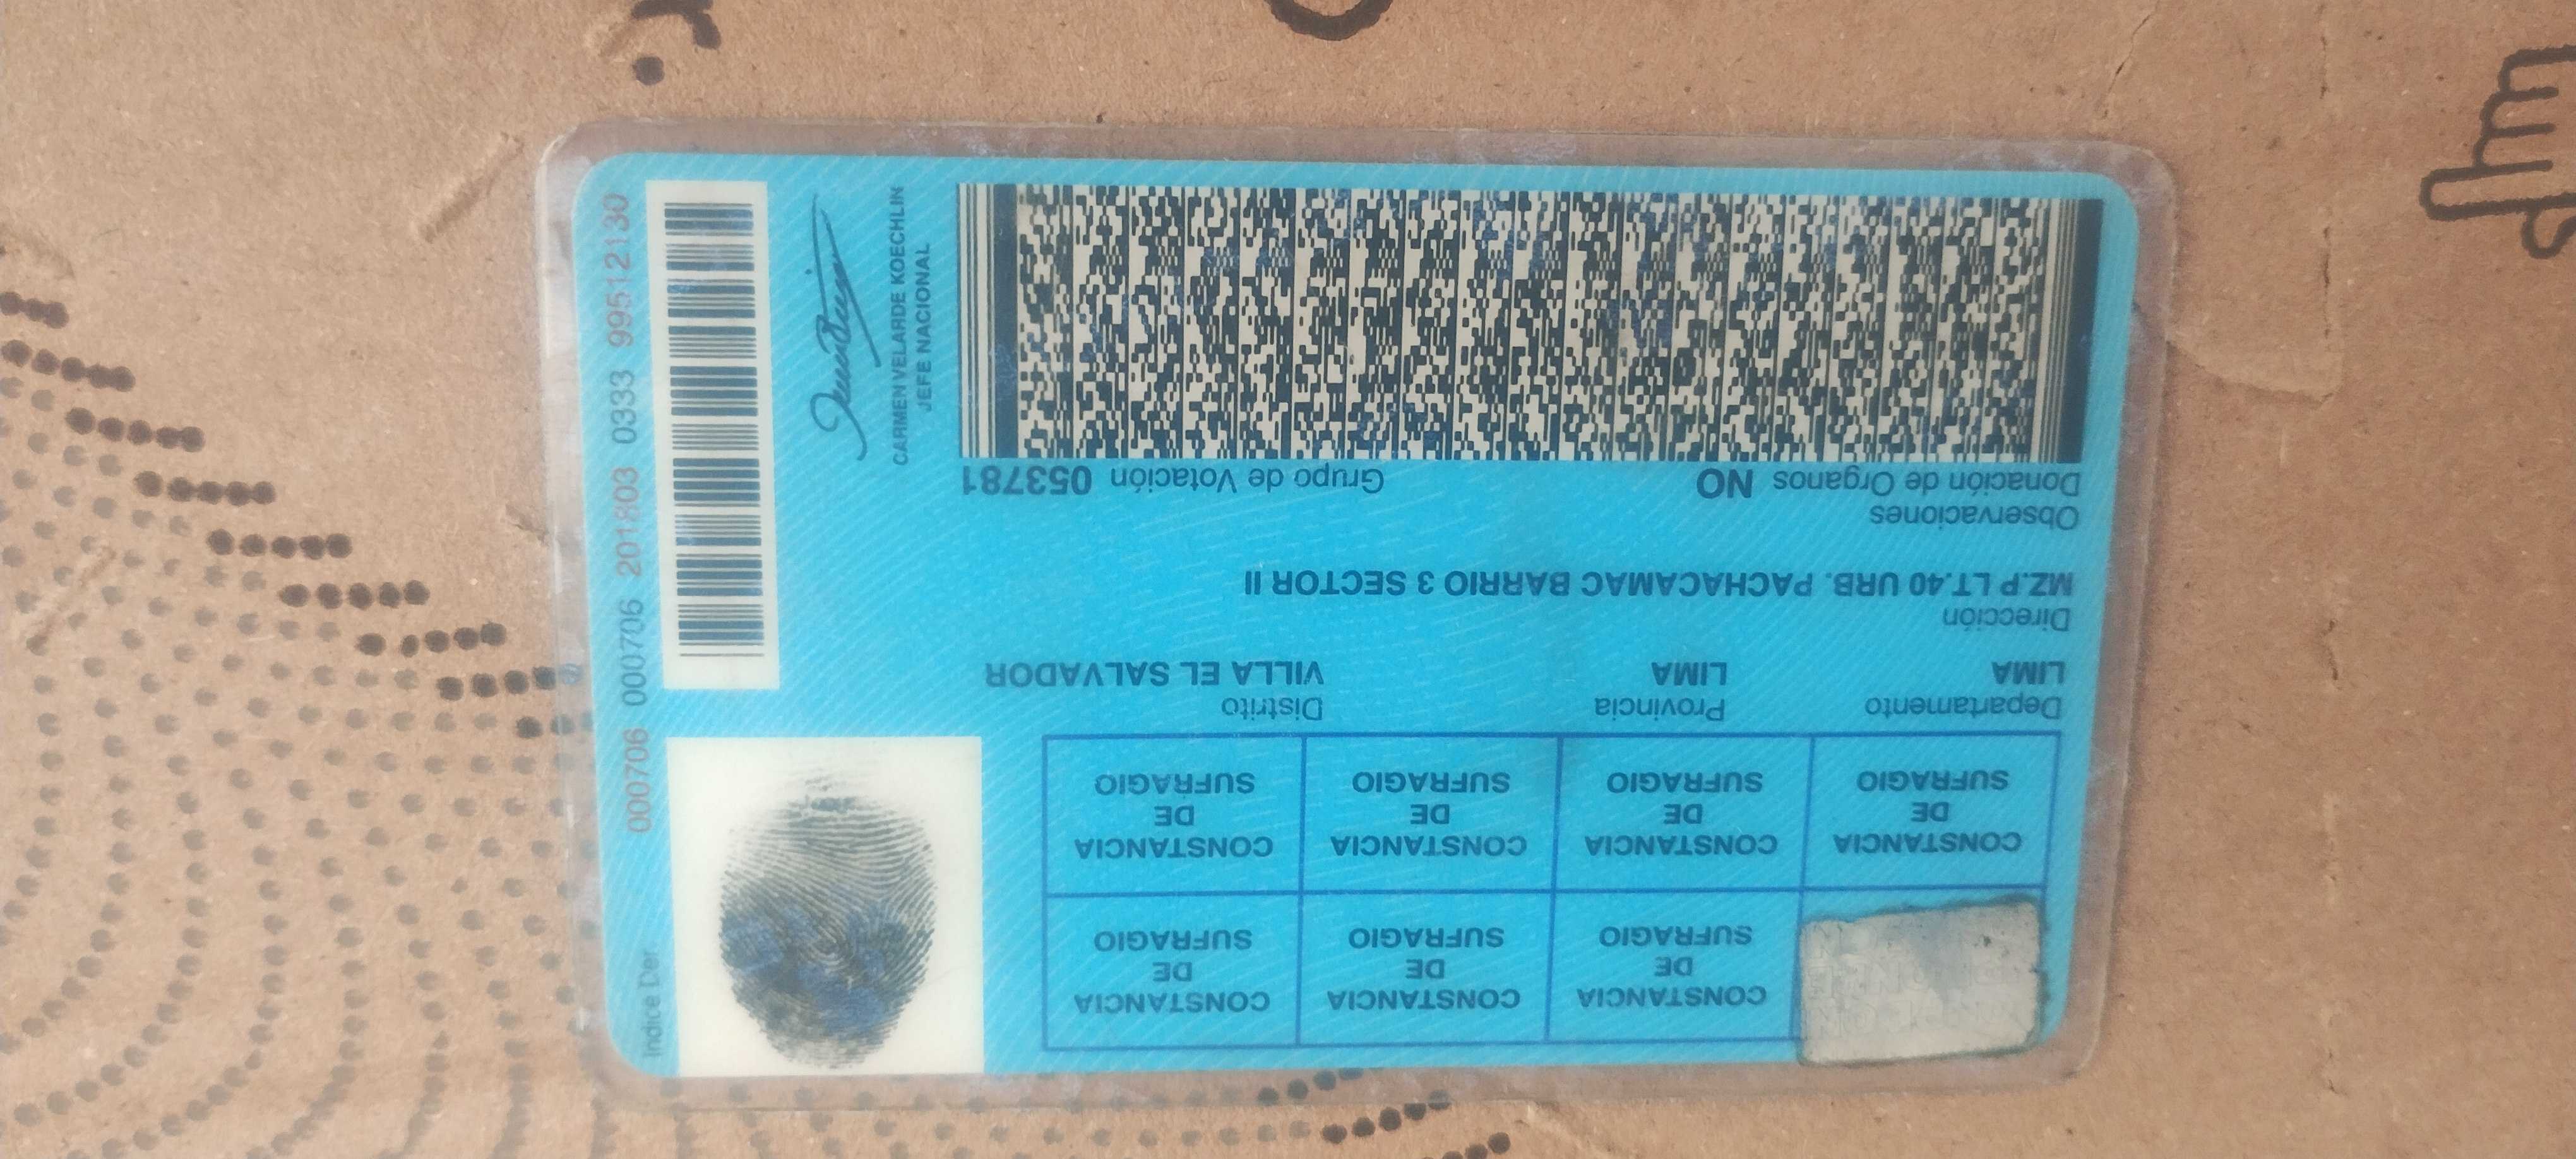 CONSTANCIA DE SUFRAGIO
CONSTANCIA DE SUFRAGIO
CONSTANCIA DE SUFRAGIO
CONSTANCIA DE SUFRAGIO
CONSTANCIA DE SUFRAGIO
CONSTANCIA DE SUFRAGIO
CONSTANCIA DE SUFRAGIO
Departamento Provincia Distrito
LIMA LIMA VILLA EL SALVADOR
Dirección
MZ.P LT.40 URB. PACHACAMAC BARRIO 3 SECTOR II
Observaciones
Donación de Organos NO Grupo de Votación 053781
Indice Der
000706 000706 201803 0333 99512130
CARMEN VELARDE KOECHLIN
JEFE NACIONAL